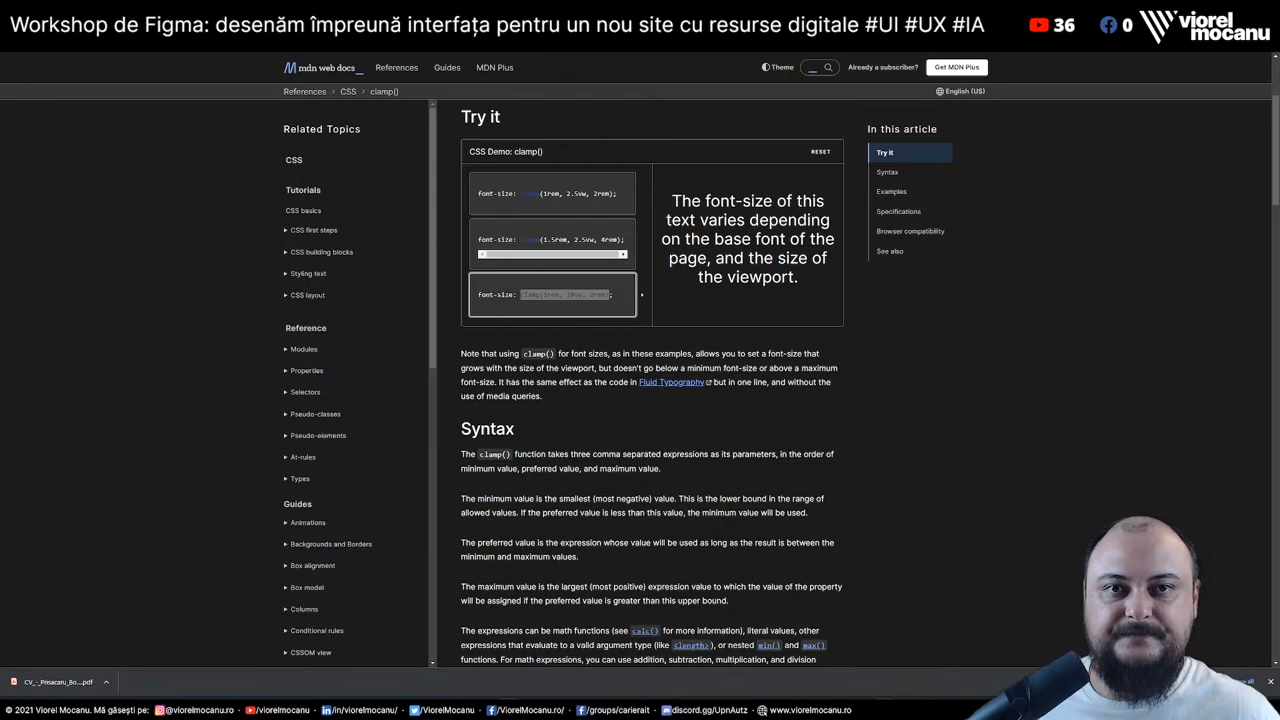 Workshop de Figma: desenăm împreună interfața pentru un nou site cu resurse digitale #UI #UX #IA
36
0
viorel mocanu
mdn web docs_
References
Guides
MDN Plus
Theme
Already a subscriber?
Get MDN Plus
References > CSS > clamp()
English (US)
Related Topics
CSS
Tutorials
CSS basics
CSS first steps
CSS building blocks
Styling text
CSS layout
Reference
Modules
Properties
Selectors
Pseudo-classes
Pseudo-elements
At-rules
Types
Guides
Animations
Backgrounds and Borders
Box alignment
Box model
Columns
Conditional rules
CSSOM view
Try it
CSS Demo: clamp()
RESET
font-size: clamp(1rem, 2.5vw, 2rem);
font-size: clamp(1.5rem, 2.5vw, 4rem);
font-size: clamp(1rem, 10vw, 2rem);
The font-size of this
text varies depending
on the base font of the
page, and the size of
the viewport.
Note that using clamp() for font sizes, as in these examples, allows you to set a font-size that
grows with the size of the viewport, but doesn't go below a minimum font-size or above a maximum
font-size. It has the same effect as the code in Fluid Typography but in one line, and without the
use of media queries.
Syntax
The clamp() function takes three comma separated expressions as its parameters, in the order of
minimum value, preferred value, and maximum value.
The minimum value is the smallest (most negative) value. This is the lower bound in the range of
allowed values. If the preferred value is less than this value, the minimum value will be used.
The preferred value is the expression whose value will be used as long as the result is between the
minimum and maximum values.
The maximum value is the largest (most positive) expression value to which the value of the property
will be assigned if the preferred value is greater than this upper bound.
The expressions can be math functions (see calc() for more information), literal values, other
expressions that evaluate to a valid argument type (like <length>), or nested min() and max()
functions. For math expressions, you can use addition, subtraction, multiplication, and division
In this article
Try it
Syntax
Examples
Specifications
Browser compatibility
See also
CV_-_Prisacaru_Bo....pdf
© 2021 Viorel Mocanu. Mă găsești pe: @viorelmocanu.ro /viorelmocanu /in/viorelmocanu/ /viorelmocanu /ViorelMocanu.ro/ /groups/carierait discord.gg/UpnAutz www.viorelmocanu.ro